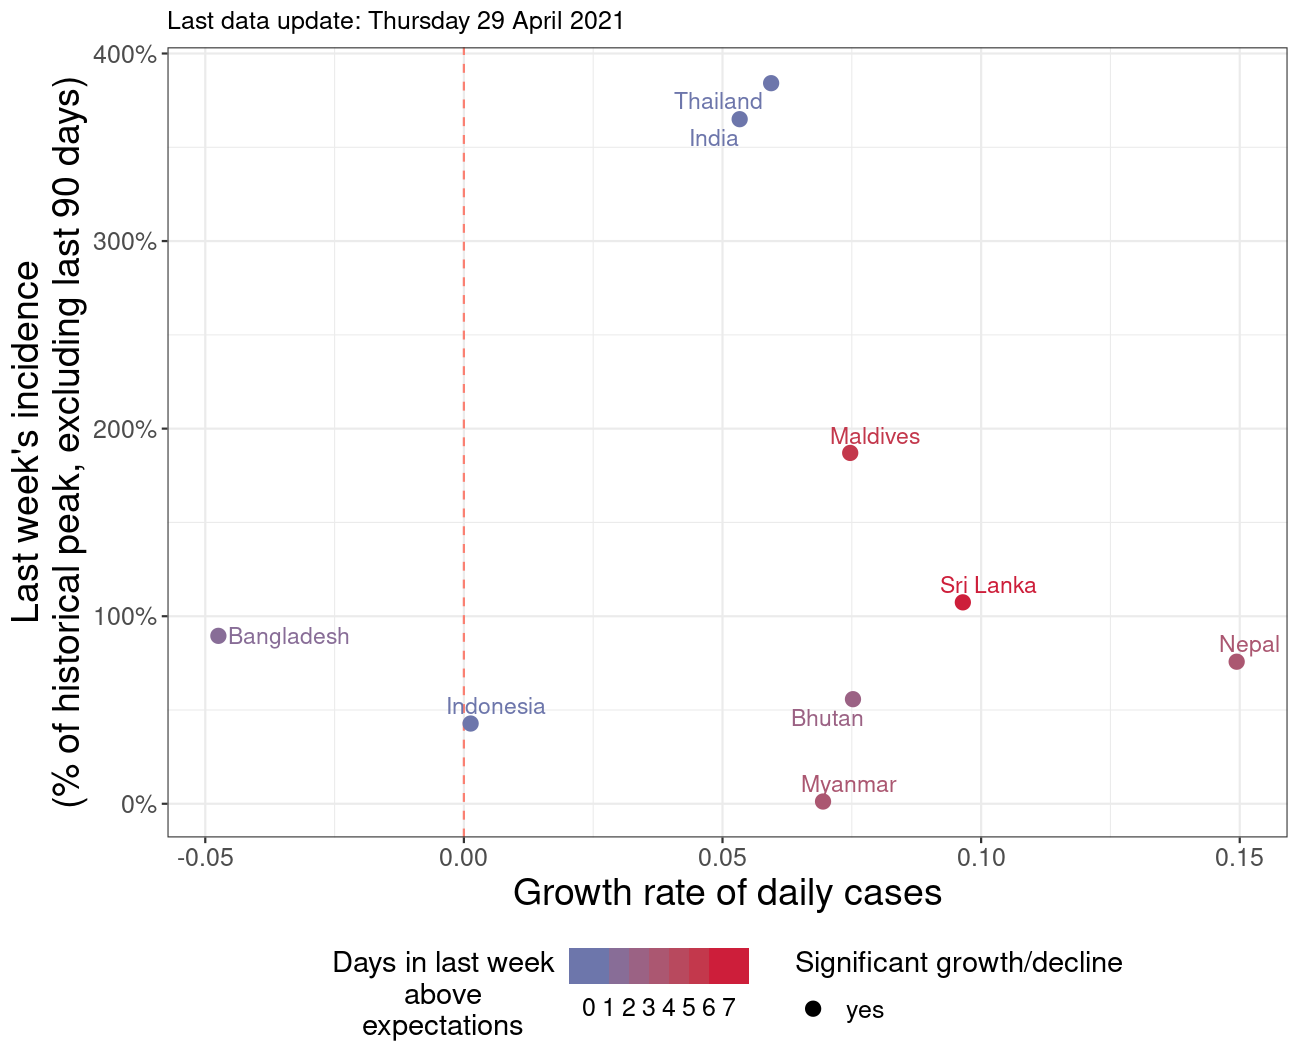 Last data update: Thursday 29 April 2021
Last week's incidence
(% of historical peak, excluding last 90 days)
400%
300%
200%
100%
0%
Thailand
India
Maldives
Sri Lanka
Bangladesh
Nepal
Indonesia
Bhutan
Myanmar
-0.05 0.00 0.05 0.10 0.15
Growth rate of daily cases
Days in last week
above
expectations
0 1 2 3 4 5 6 7
Significant growth/decline
yes